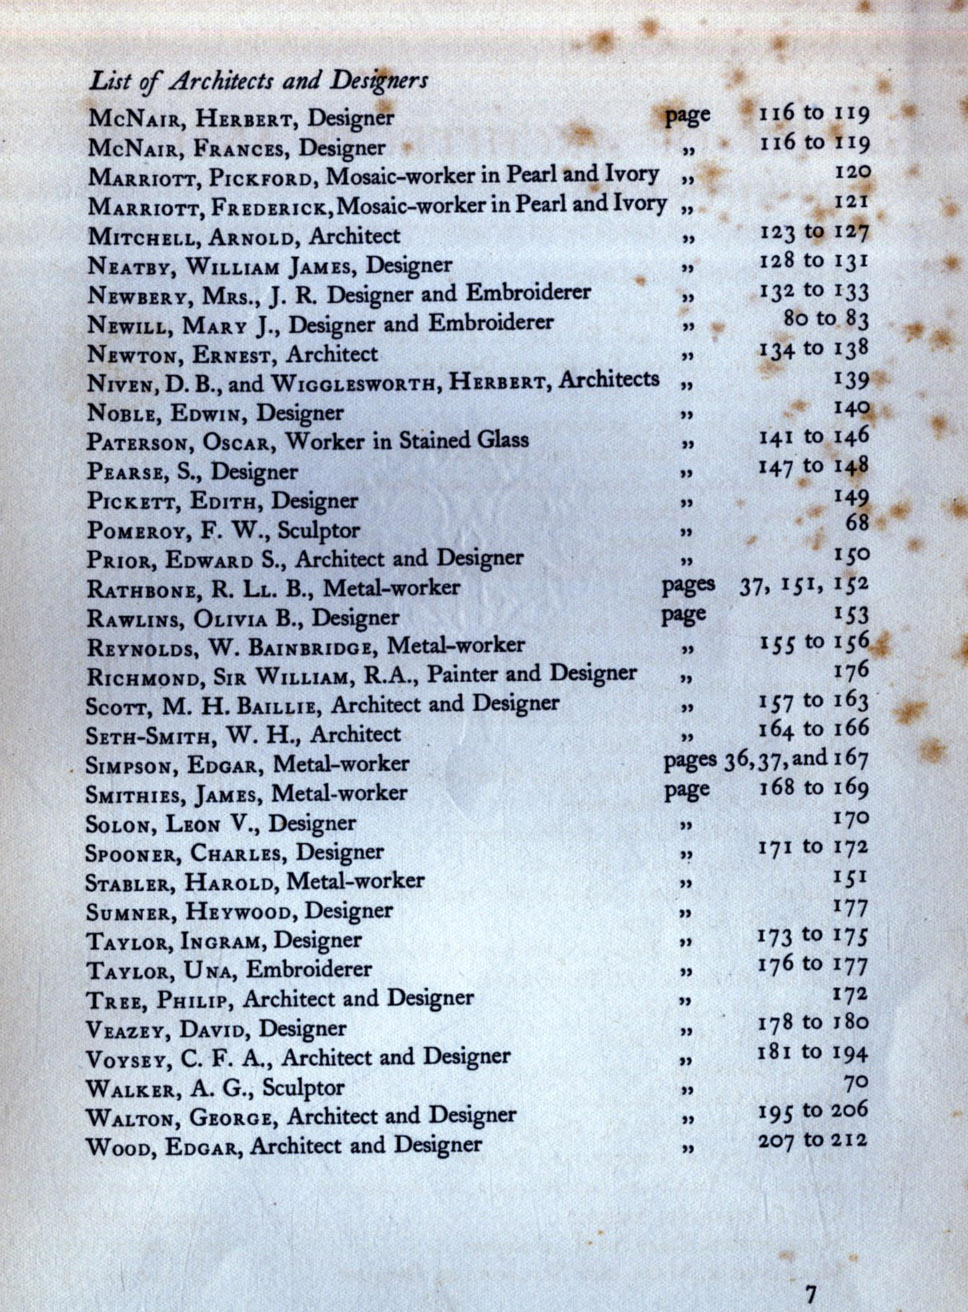 List of Architects and Designers
McNair, Herbert, Designer page 116 to 119
McNair, Frances, Designer „ 116 to 119
Marriott, Pickford, Mosaic-worker in Pearl and Ivory „ 120
Marriott, Frederick, Mosaic-worker in Pearl and Ivory „ 121
Mitchell, Arnold, Architect „ 123 to 127
Neatby, William James, Designer „ 128 to 131
Newbery, Mrs., J. R. Designer and Embroiderer „ 132 to 133
Newill, Mary J., Designer and Embroiderer „ 80 to 83
Newton, Ernest, Architect „ 134 to 138
Niven, D. B., and Wigglesworth, Herbert, Architects „ 139
Noble, Edwin, Designer „ 140
Paterson, Oscar, Worker in Stained Glass „ 141 to 146
Pearse, S., Designer „ 147 to 148
Pickett, Edith, Designer „ 149
Pomeroy, F. W., Sculptor „ 68
Prior, Edward S., Architect and Designer „ 150
Rathbone, R. Ll. B., Metal-worker pages 37, 151, 152
Rawlins, Olivia B., Designer page 153
Reynolds, W. Bainbridge, Metal-worker „ 155 to 156
Richmond, Sir William, R.A., Painter and Designer „ 176
Scott, M. H. Baillie, Architect and Designer „ 157 to 163
Seth-Smith, W. H., Architect „ 164 to 166
Simpson, Edgar, Metal-worker pages 36, 37, and 167
Smithies, James, Metal-worker page 168 to 169
Solon, Leon V., Designer „ 170
Spooner, Charles, Designer „ 171 to 172
Stabler, Harold, Metal-worker „ 151
Sumner, Heywood, Designer „ 177
Taylor, Ingram, Designer „ 173 to 175
Taylor, Una, Embroiderer „ 176 to 177
Tree, Philip, Architect and Designer „ 172
Veazey, David, Designer „ 178 to 180
Voysey, C. F. A., Architect and Designer „ 181 to 194
Walker, A. G., Sculptor „ 70
Walton, George, Architect and Designer „ 195 to 206
Wood, Edgar, Architect and Designer „ 207 to 212
7